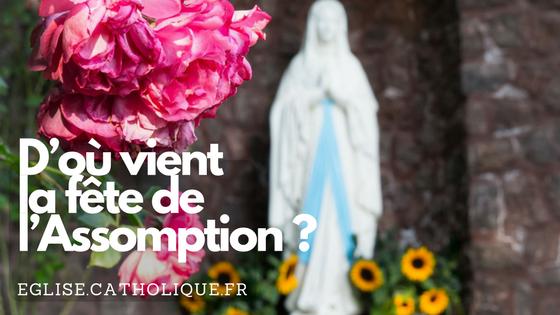 D’où vient
la fête de
l’Assomption ?
EGLISE.CATHOLIQUE.FR